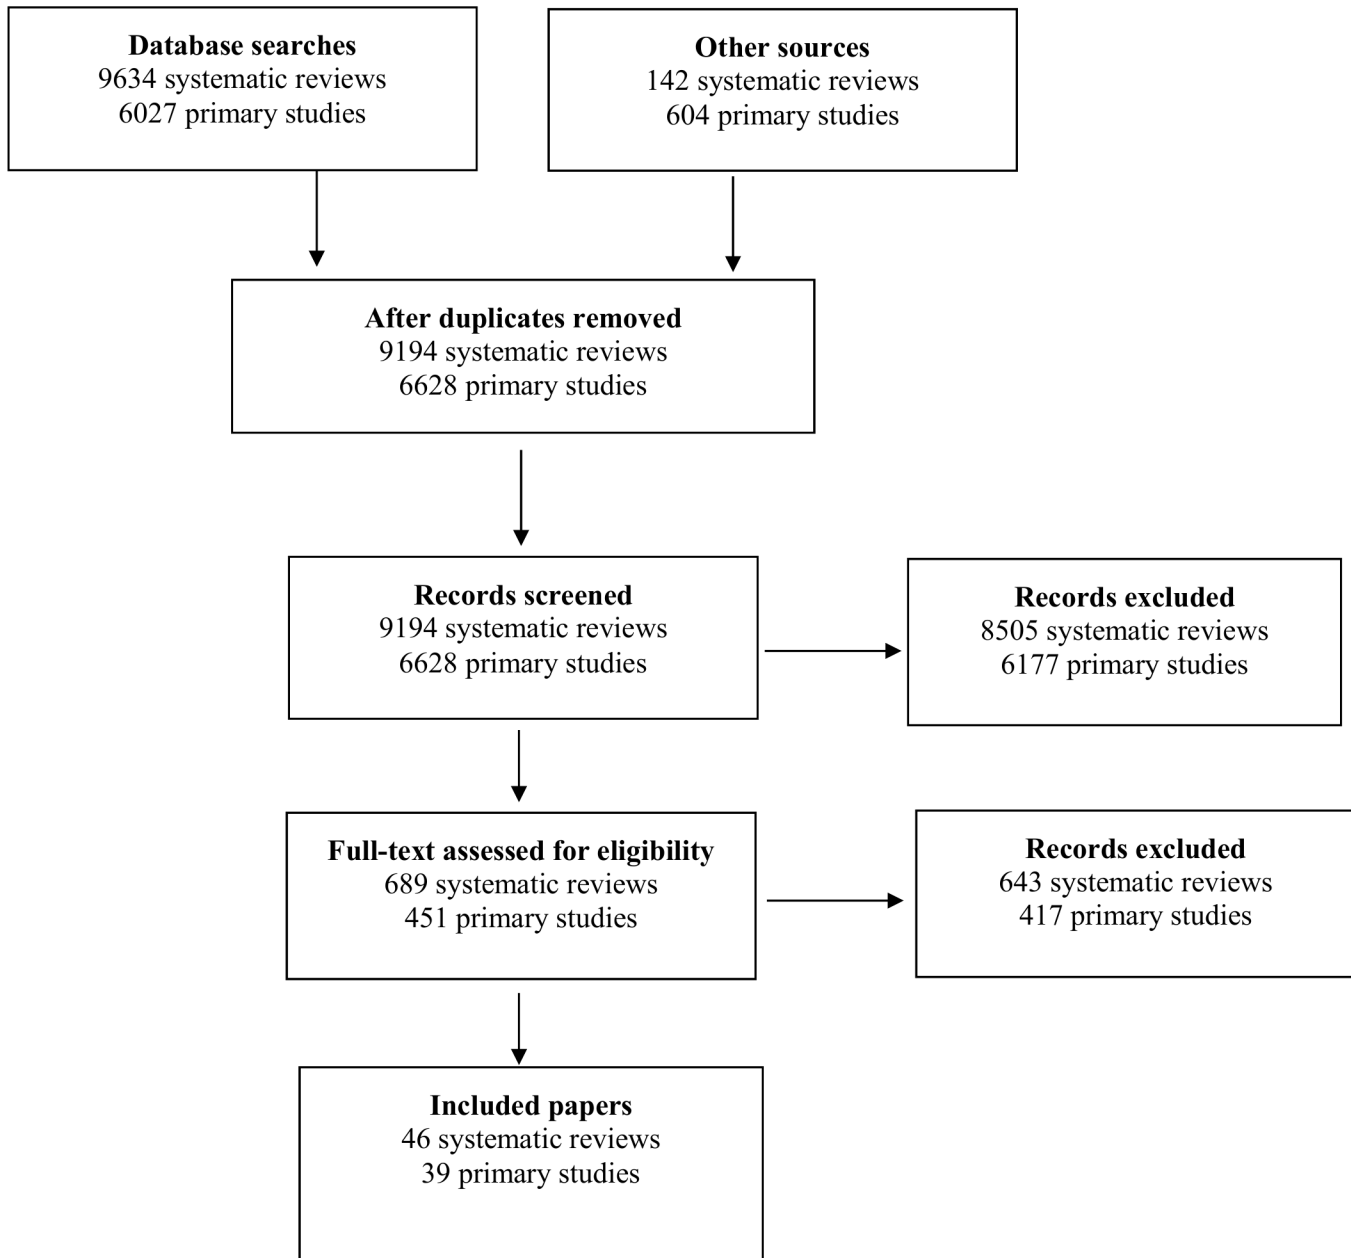 Database searches
9634 systematic reviews
6027 primary studies
Other sources
142 systematic reviews
604 primary studies
After duplicates removed
9194 systematic reviews
6628 primary studies
Records screened
9194 systematic reviews
6628 primary studies
Records excluded
8505 systematic reviews
6177 primary studies
Full-text assessed for eligibility
689 systematic reviews
451 primary studies
Records excluded
643 systematic reviews
417 primary studies
Included papers
46 systematic reviews
39 primary studies